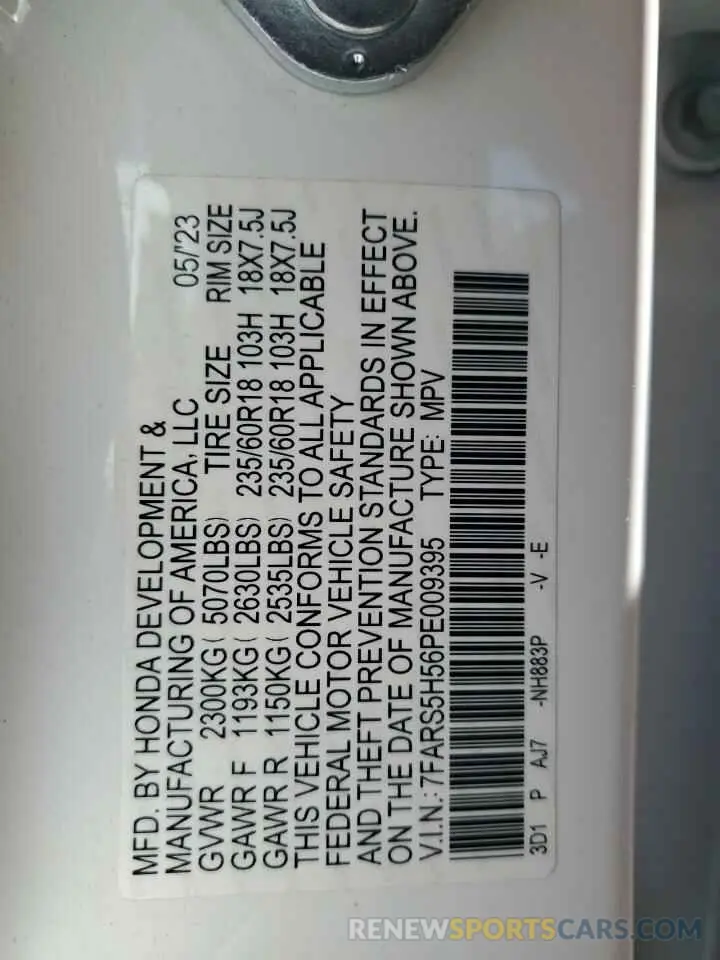 MFD. BY HONDA DEVELOPMENT &
MANUFACTURING OF AMERICA, LLC 05/'23
GVWR 2300KG ( 5070LBS) TIRE SIZE RIM SIZE
GAWR F 1193KG ( 2630LBS) 235/60R18 103H 18X7.5J
GAWR R 1150KG ( 2535LBS) 235/60R18 103H 18X7.5J
THIS VEHICLE CONFORMS TO ALL APPLICABLE
FEDERAL MOTOR VEHICLE SAFETY
AND THEFT PREVENTION STANDARDS IN EFFECT
ON THE DATE OF MANUFACTURE SHOWN ABOVE.
V.I.N.: 7FARS5H56PE009395 TYPE: MPV
3D1 P AJ7 -NH883P -V -E
RENEWSPORTSCARS.COM